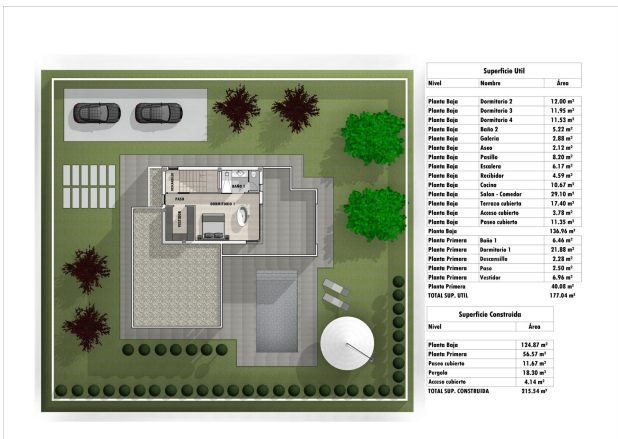 Superficie Util
Nivel Nombre Área
Planta Baja Dormitorio 2 12.00 m²
Planta Baja Dormitorio 3 11.95 m²
Planta Baja Dormitorio 4 11.53 m²
Planta Baja Baño 2 5.22 m²
Planta Baja Galeria 2.88 m²
Planta Baja Aseo 2.12 m²
Planta Baja Pasillo 8.20 m²
Planta Baja Escalera 6.17 m²
Planta Baja Recibidor 4.59 m²
Planta Baja Cocina 10.67 m²
Planta Baja Salon - Comedor 29.10 m²
Planta Baja Terraza cubierta 17.40 m²
Planta Baja Acceso cubierto 3.78 m²
Planta Baja Paseo cubierto 11.35 m²
Planta Baja 136.96 m²
Planta Primera Baño 1 6.46 m²
Planta Primera Dormitorio 1 21.88 m²
Planta Primera Descansillo 2.28 m²
Planta Primera Paso 2.50 m²
Planta Primera Vestidor 6.96 m²
Planta Primera 40.08 m²
TOTAL SUP. UTIL 177.04 m²
Superficie Construida
Nivel Área
Planta Baja 124.87 m²
Planta Primera 56.57 m²
Paseo cubierto 11.67 m²
Pergola 18.30 m²
Acceso cubierto 4.14 m²
TOTAL SUP. CONSTRUIDA 215.54 m²
BAÑO 1
PASO
DORMITORIO 1
VESTIDOR